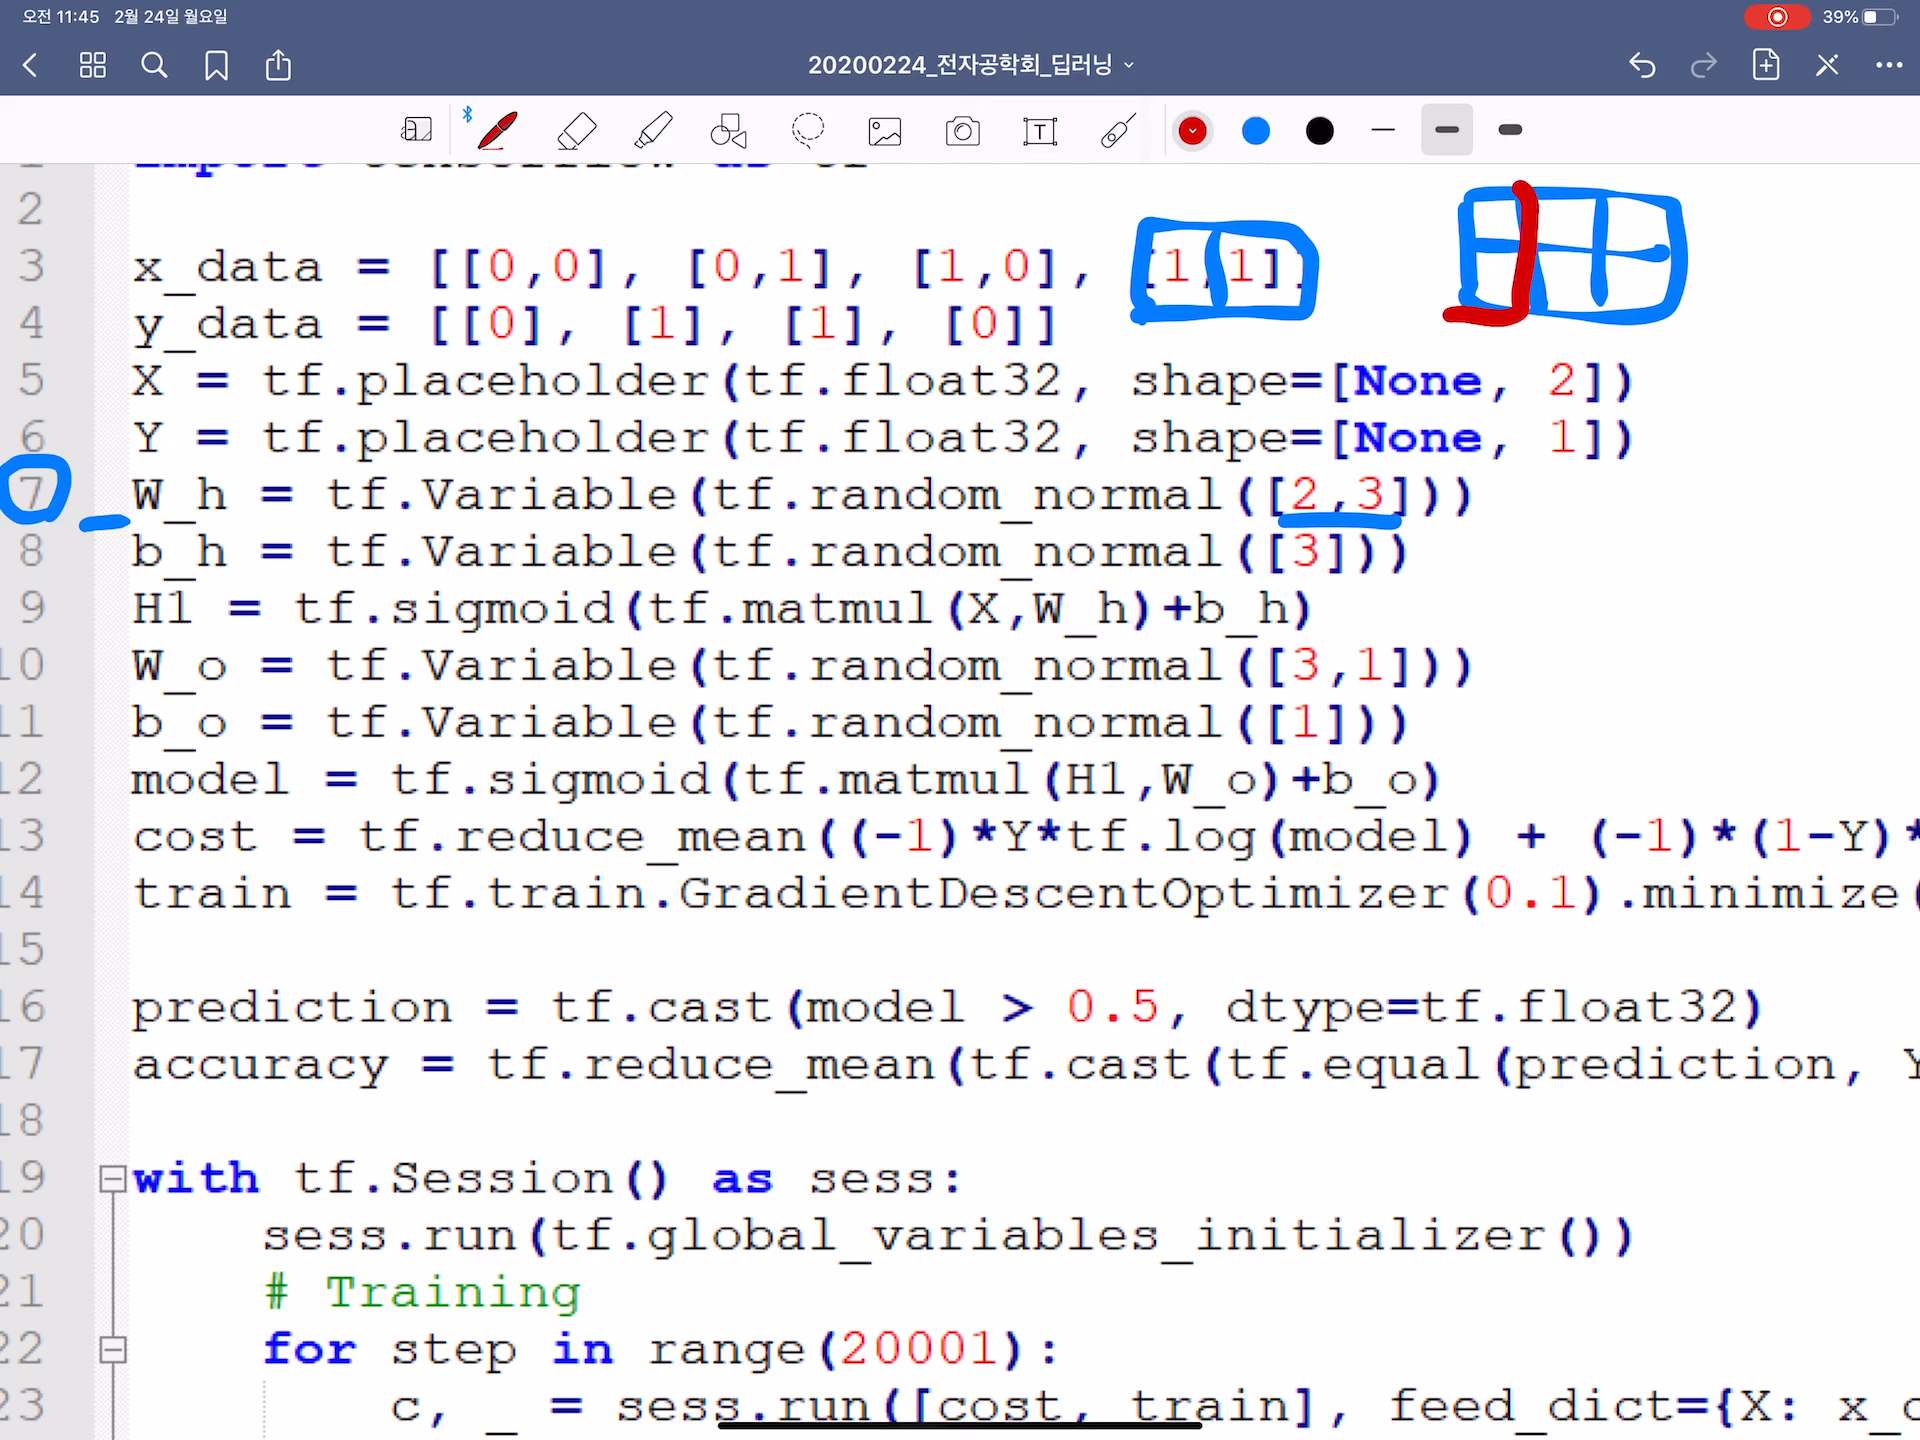 오전 11:45 2월 24일 월요일
39%
20200224_전자공학회_딥러닝
1 import tensorflow as tf
2
3 x_data = [[0,0], [0,1], [1,0], [1,1]]
4 y_data = [[0], [1], [1], [0]]
5 X = tf.placeholder(tf.float32, shape=[None, 2])
6 Y = tf.placeholder(tf.float32, shape=[None, 1])
7 W_h = tf.Variable(tf.random_normal([2,3]))
8 b_h = tf.Variable(tf.random_normal([3]))
9 H1 = tf.sigmoid(tf.matmul(X,W_h)+b_h)
10 W_o = tf.Variable(tf.random_normal([3,1]))
11 b_o = tf.Variable(tf.random_normal([1]))
12 model = tf.sigmoid(tf.matmul(H1,W_o)+b_o)
13 cost = tf.reduce_mean((-1)*Y*tf.log(model) + (-1)*(1-Y)*
14 train = tf.train.GradientDescentOptimizer(0.1).minimize(
15
16 prediction = tf.cast(model > 0.5, dtype=tf.float32)
17 accuracy = tf.reduce_mean(tf.cast(tf.equal(prediction, Y
18
19 with tf.Session() as sess:
20 sess.run(tf.global_variables_initializer())
21 # Training
22 for step in range(20001):
23 c, _ = sess.run([cost, train], feed_dict={X: x_